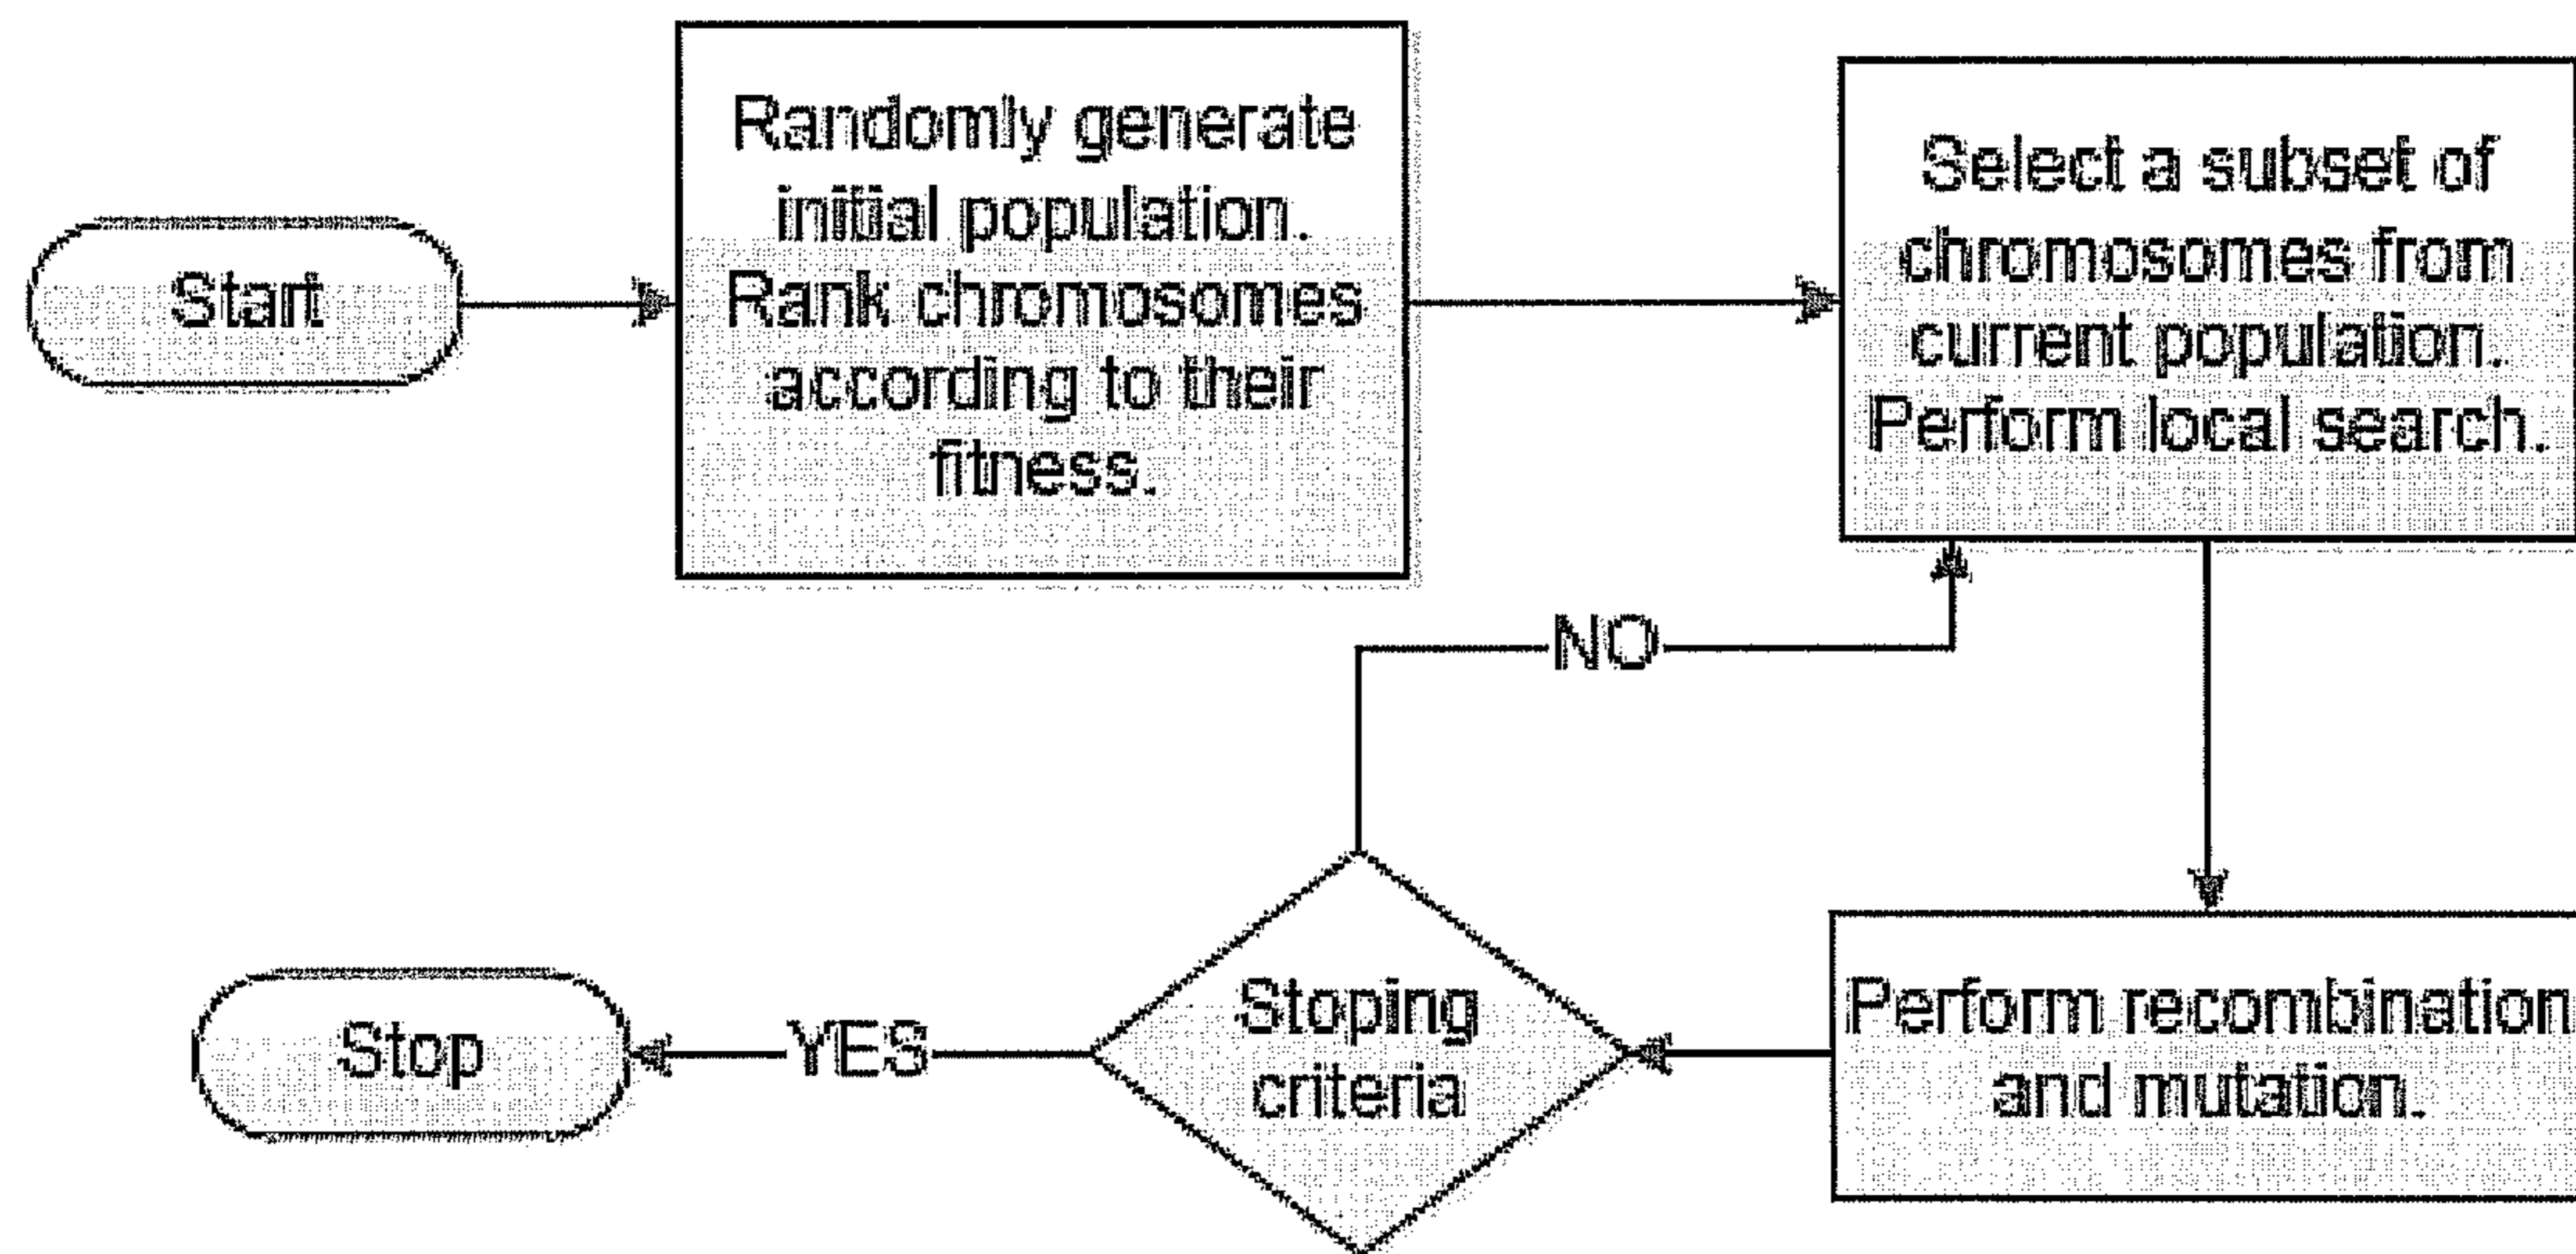 Start
Randomly generate
initial population.
Rank chromosomes
according to their
fitness.
Select a subset of
chromosomes from
current population.
Perform local search.
NO
Perform recombination
and mutation.
Stoping
criteria
YES
Stop